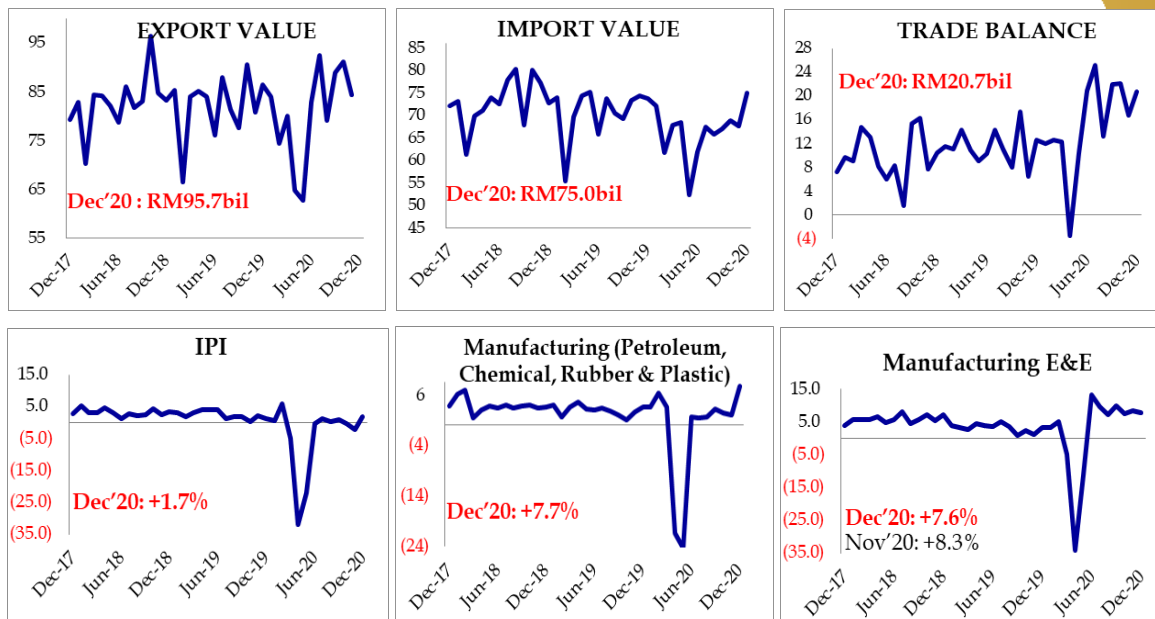 EXPORT VALUE
95
85
75
65
55
Dec'20 : RM95.7bil
Dec-17
Jun-18
Dec-18
Jun-19
Dec-19
Jun-20
Dec-20
IMPORT VALUE
85
80
75
70
65
60
55
50
45
Dec'20: RM75.0bil
Dec-17
Jun-18
Dec-18
Jun-19
Dec-19
Jun-20
Dec-20
TRADE BALANCE
28
24
20
16
12
8
4
0
(4)
Dec'20: RM20.7bil
Dec-17
Jun-18
Dec-18
Jun-19
Dec-19
Jun-20
Dec-20
IPI
15.0
5.0
(5.0)
(15.0)
(25.0)
(35.0)
Dec'20: +1.7%
Dec-17
Jun-18
Dec-18
Jun-19
Dec-19
Jun-20
Dec-20
Manufacturing (Petroleum,
Chemical, Rubber & Plastic)
6
(4)
(14)
(24)
Dec'20: +7.7%
Dec-17
Jun-18
Dec-18
Jun-19
Dec-19
Jun-20
Dec-20
Manufacturing E&E
15.0
5.0
(5.0)
(15.0)
(25.0)
(35.0)
Dec'20: +7.6%
Nov'20: +8.3%
Dec-17
Jun-18
Dec-18
Jun-19
Dec-19
Jun-20
Dec-20